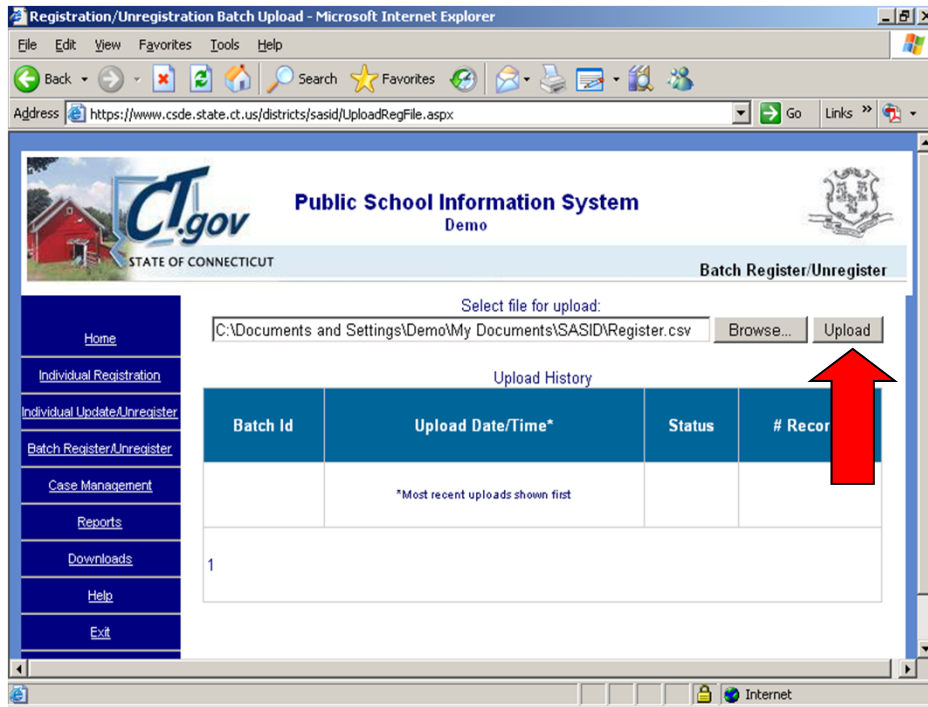 Registration/Unregistration Batch Upload - Microsoft Internet Explorer
File Edit View Favorites Tools Help
Back Search Favorites
Address https://www.csde.state.ct.us/districts/sasid/UploadRegFile.aspx Go Links »
CT.gov
STATE OF CONNECTICUT
Public School Information System
Demo
Batch Register/Unregister
Select file for upload:
C:\Documents and Settings\Demo\My Documents\SASID\Register.csv Browse... Upload
Home
Individual Registration
Individual Update/Unregister
Batch Register/Unregister
Case Management
Reports
Downloads
Help
Exit
Upload History
Batch Id Upload Date/Time* Status # Recor
*Most recent uploads shown first
1
Internet